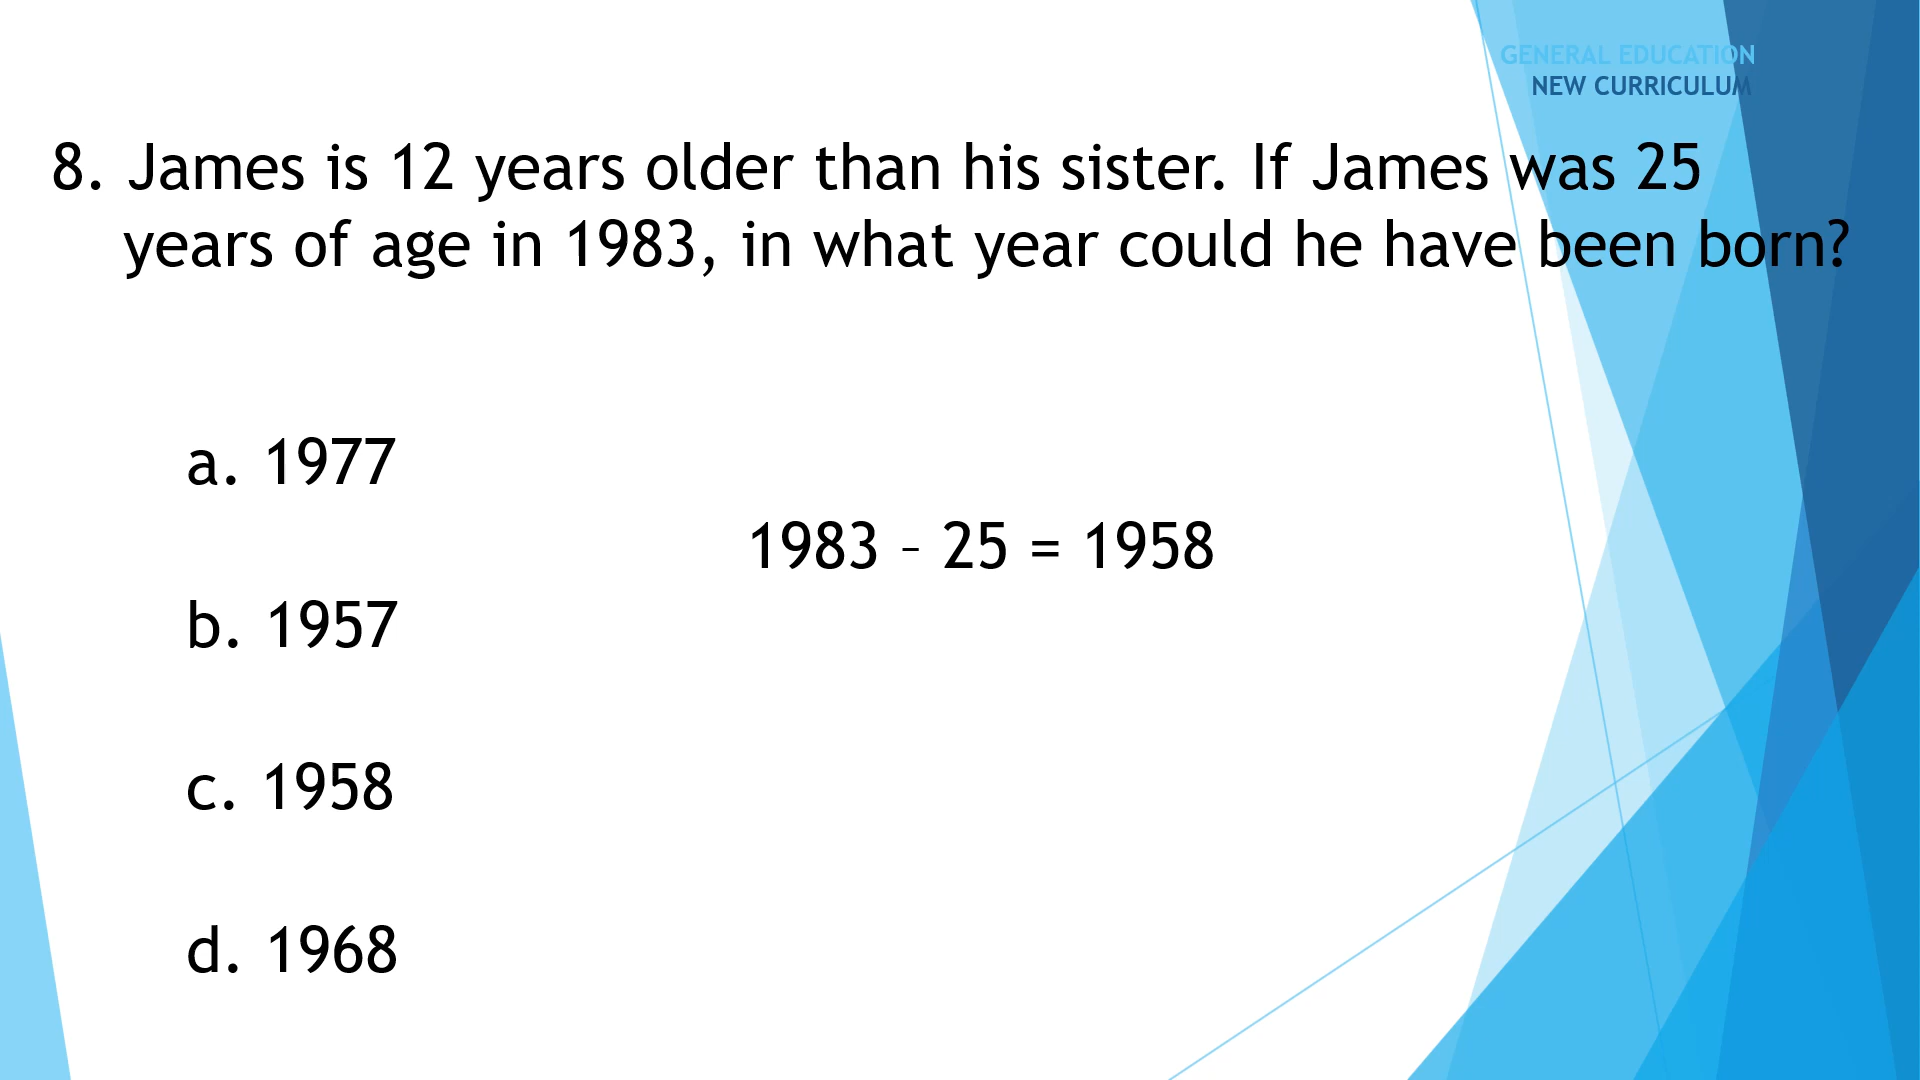 GENERAL EDUCATION
NEW CURRICULUM
8. James is 12 years older than his sister. If James was 25
years of age in 1983, in what year could he have been born?
a. 1977
1983 – 25 = 1958
b. 1957
c. 1958
d. 1968